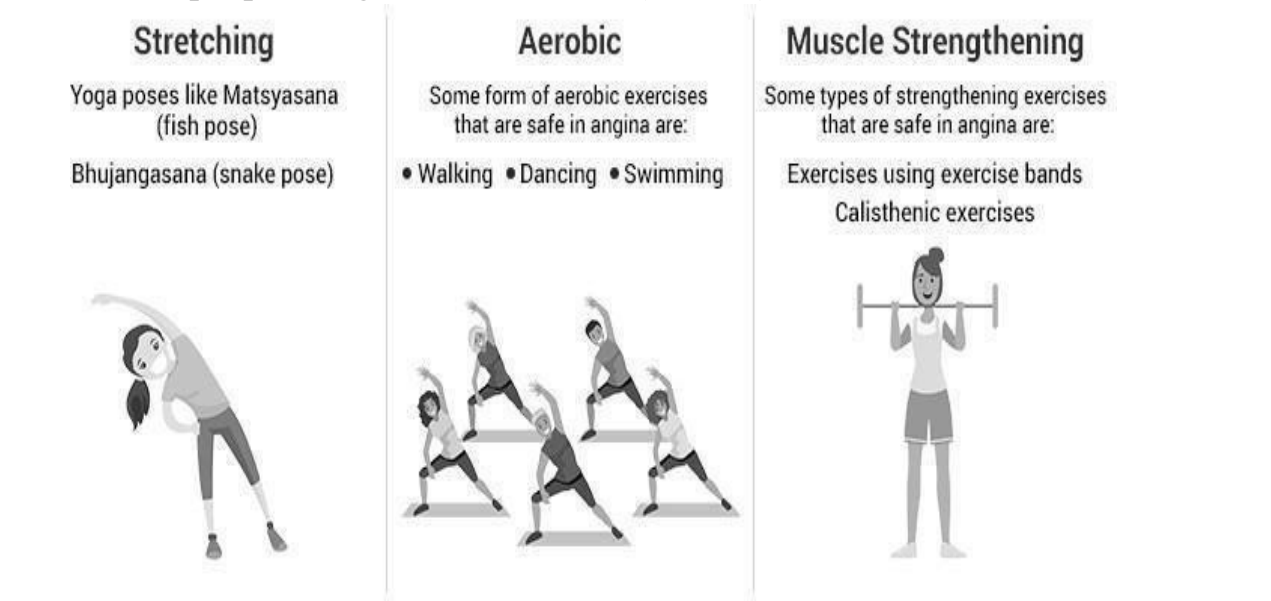 Stretching
Yoga poses like Matsyasana
(fish pose)
Bhujangasana (snake pose)
Aerobic
Some form of aerobic exercises
that are safe in angina are:
• Walking • Dancing • Swimming
Muscle Strengthening
Some types of strengthening exercises
that are safe in angina are:
Exercises using exercise bands
Calisthenic exercises